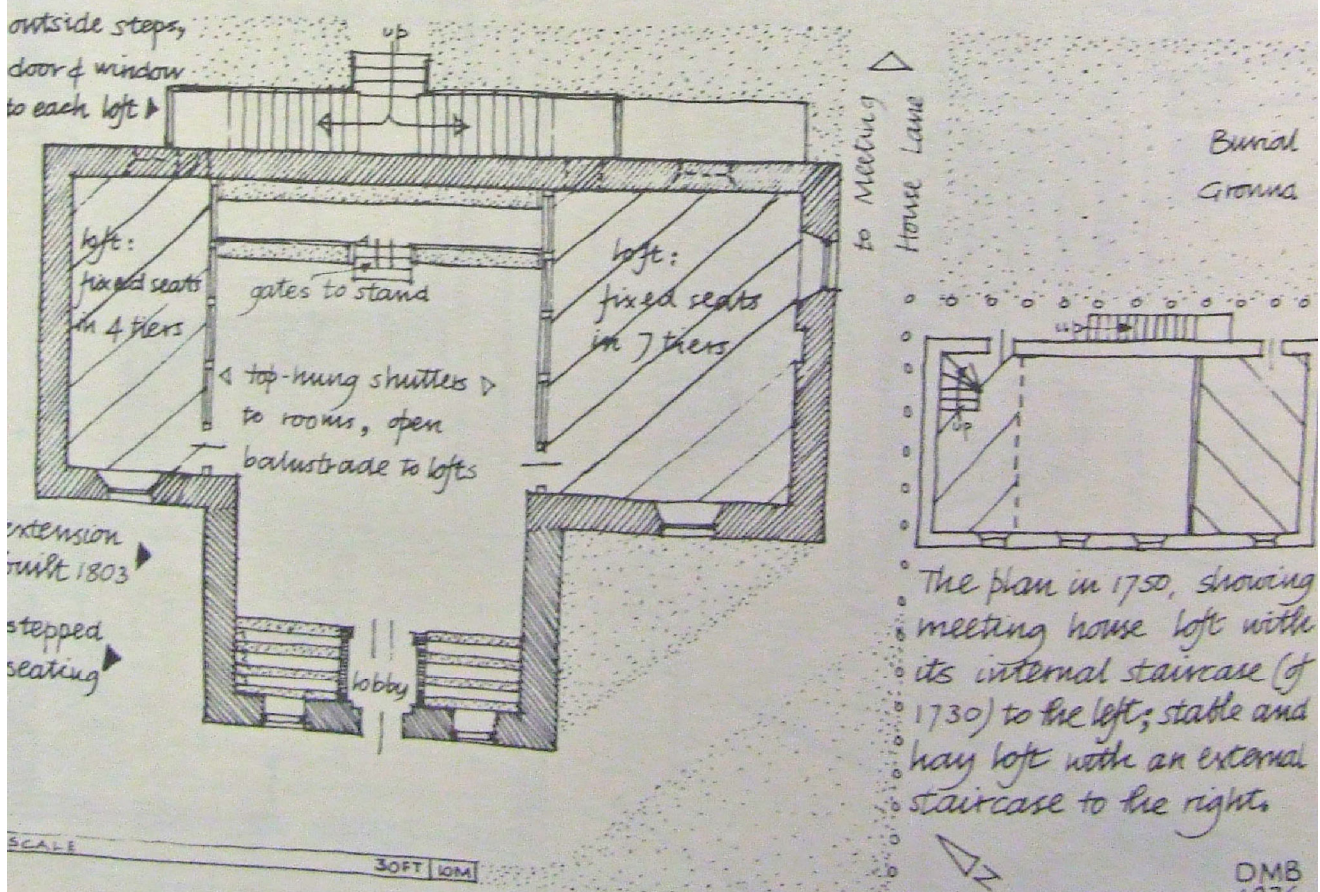 outside steps,
door & window
to each loft
up
to Meeting
House Lane
Burial
Ground
loft:
fixed seats
in 4 tiers
gates to stand
loft:
fixed seats
in 7 tiers
top-hung shutters
to rooms, open
balustrade to lofts
extension
built 1803
stepped
seating
lobby
up
up
The plan in 1750, showing
meeting house loft with
its internal staircase (of
1730) to the left; stable and
hay loft with an external
staircase to the right.
SCALE
30FT 10M
N
DMB